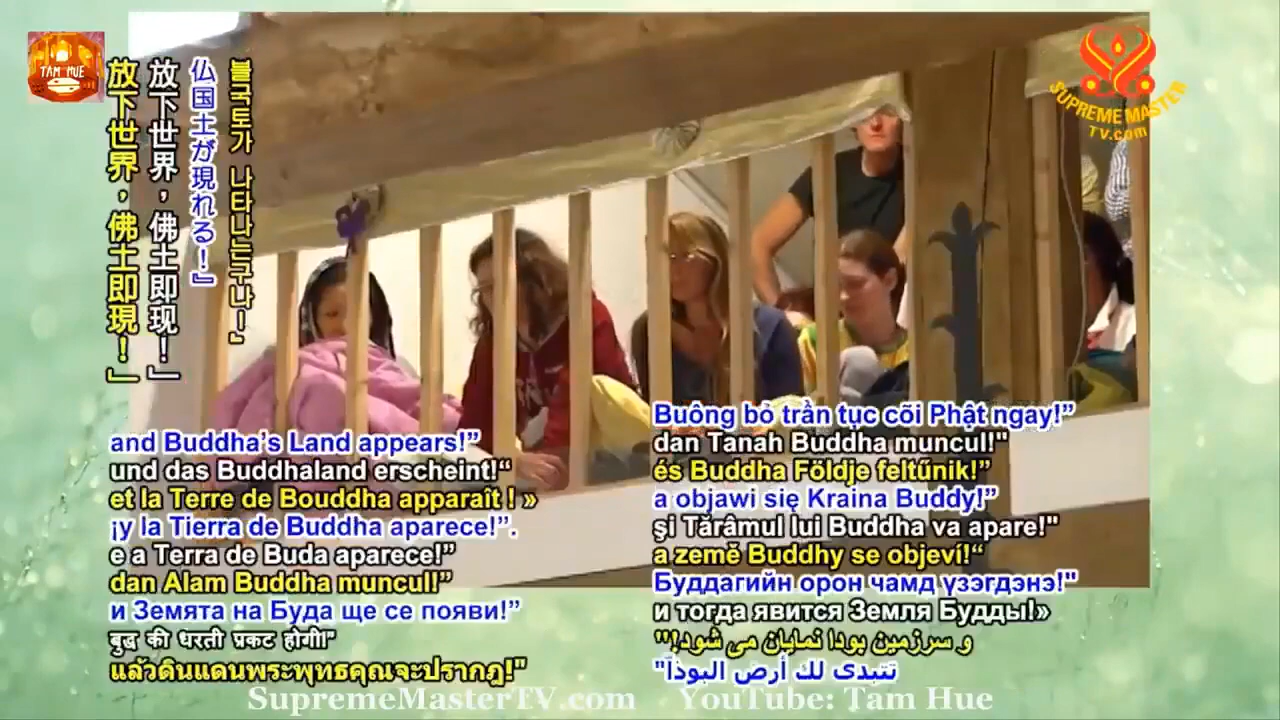 TAM HUE
SUPREME MASTER
TV.com
불국토가 나타나는구나!』
仏国土が現れる！』
放下世界，佛土即现！』
放下世界，佛土即現！』
and Buddha’s Land appears!”
und das Buddhaland erscheint!“
et la Terre de Bouddha apparaît ! »
¡y la Tierra de Buddha aparece!”.
e a Terra de Buda aparece!”
dan Alam Buddha muncul!”
и Земята на Буда ще се появи!”
बुद्ध की धरती प्रकट होगी!"
แล้วดินแดนพระพุทธคุณจะปรากฎ!"
Buông bỏ trần tục cõi Phật ngay!”
dan Tanah Buddha muncul!"
és Buddha Földje feltűnik!”
a objawi się Kraina Buddy!”
şi Tărâmul lui Buddha va apare!"
a země Buddhy se objeví!“
Буддагийн орон чамд үзэгдэнэ!"
и тогда явится Земля Будды!»
و سرزمین بودا نمایان می شود!"
تتبدى لك أرض البوذا"
SupremeMasterTV.com YouTube: Tam Hue